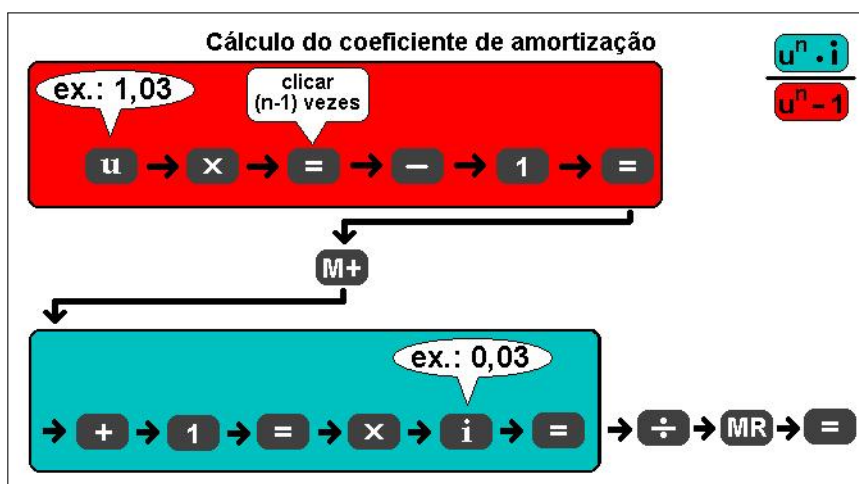 Cálculo do coeficiente de amortização
uⁿ . i
uⁿ - 1
ex.: 1,03
clicar
(n-1) vezes
u → x → = → − → 1 → =
M+
ex.: 0,03
→ + → 1 → = → x → i → = → ÷ → MR → =